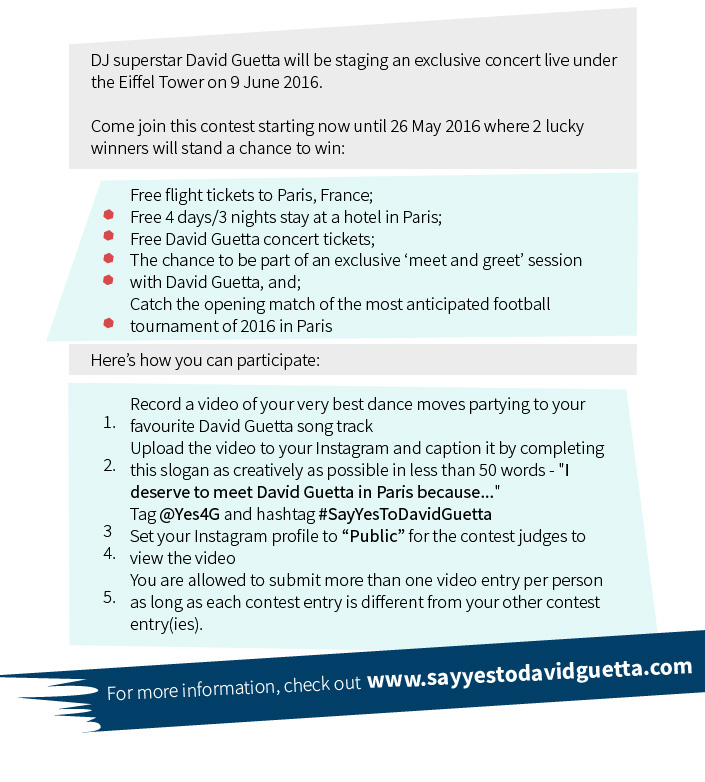 DJ superstar David Guetta will be staging an exclusive concert live under
the Eiffel Tower on 9 June 2016.
Come join this contest starting now until 26 May 2016 where 2 lucky
winners will stand a chance to win:
Free flight tickets to Paris, France;
Free 4 days/3 nights stay at a hotel in Paris;
Free David Guetta concert tickets;
The chance to be part of an exclusive ‘meet and greet’ session
with David Guetta, and;
Catch the opening match of the most anticipated football
tournament of 2016 in Paris
Here’s how you can participate:
Record a video of your very best dance moves partying to your
1. favourite David Guetta song track
Upload the video to your Instagram and caption it by completing
2. this slogan as creatively as possible in less than 50 words - "I
deserve to meet David Guetta in Paris because..."
Tag @Yes4G and hashtag #SayYesToDavidGuetta
3 Set your Instagram profile to “Public” for the contest judges to
4. view the video
You are allowed to submit more than one video entry per person
5. as long as each contest entry is different from your other contest
entry(ies).
For more information, check out www.sayyestodavidguetta.com